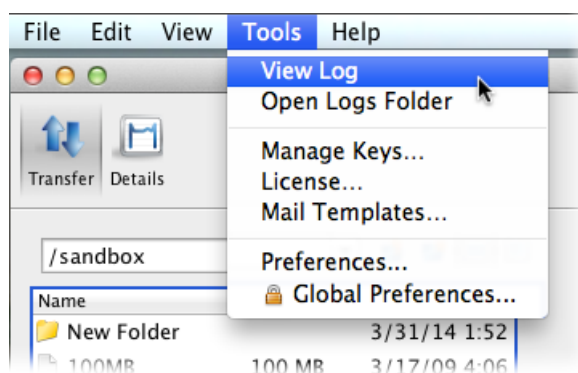 File Edit View Tools Help
View Log
Open Logs Folder
Manage Keys...
License...
Mail Templates...
Preferences...
Global Preferences...
Transfer Details
/sandbox
Name
New Folder 3/31/14 1:52
100MB 100 MB 3/17/09 4:06